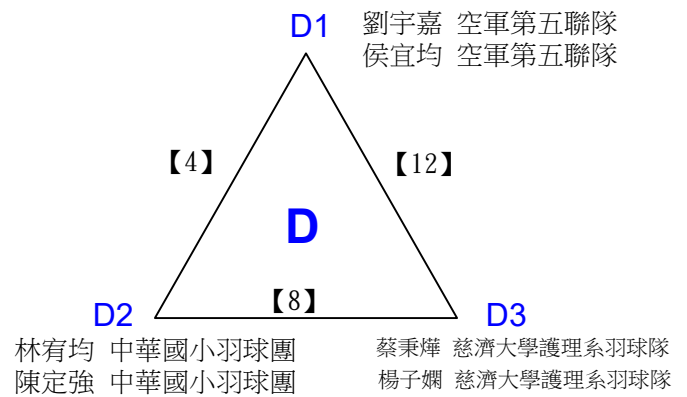 D1
劉宇嘉 空軍第五聯隊
侯宜均 空軍第五聯隊
【4】
【12】
D
【8】
D2
D3
林宥均 中華國小羽球團
陳定強 中華國小羽球團
蔡秉燁 慈濟大學護理系羽球隊
楊子嫻 慈濟大學護理系羽球隊